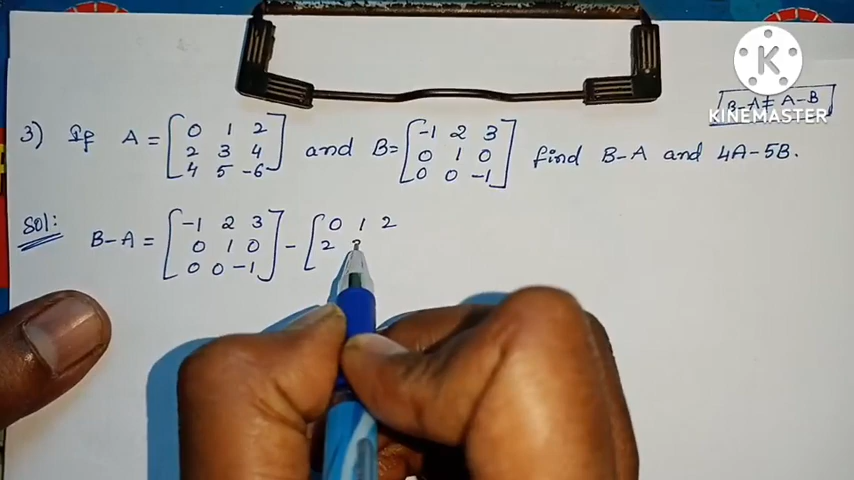 K
KINEMASTER
B-A ≠ A-B
3) If A = [ 0 1 2 ] and B = [ -1 2 3 ] find B-A and 4A-5B.
[ 2 3 4 ] [ 0 1 0 ]
[ 4 5 -6 ] [ 0 0 -1 ]
Sol: B-A = [ -1 2 3 ] - [ 0 1 2
[ 0 1 0 ] [ 2
[ 0 0 -1 ]